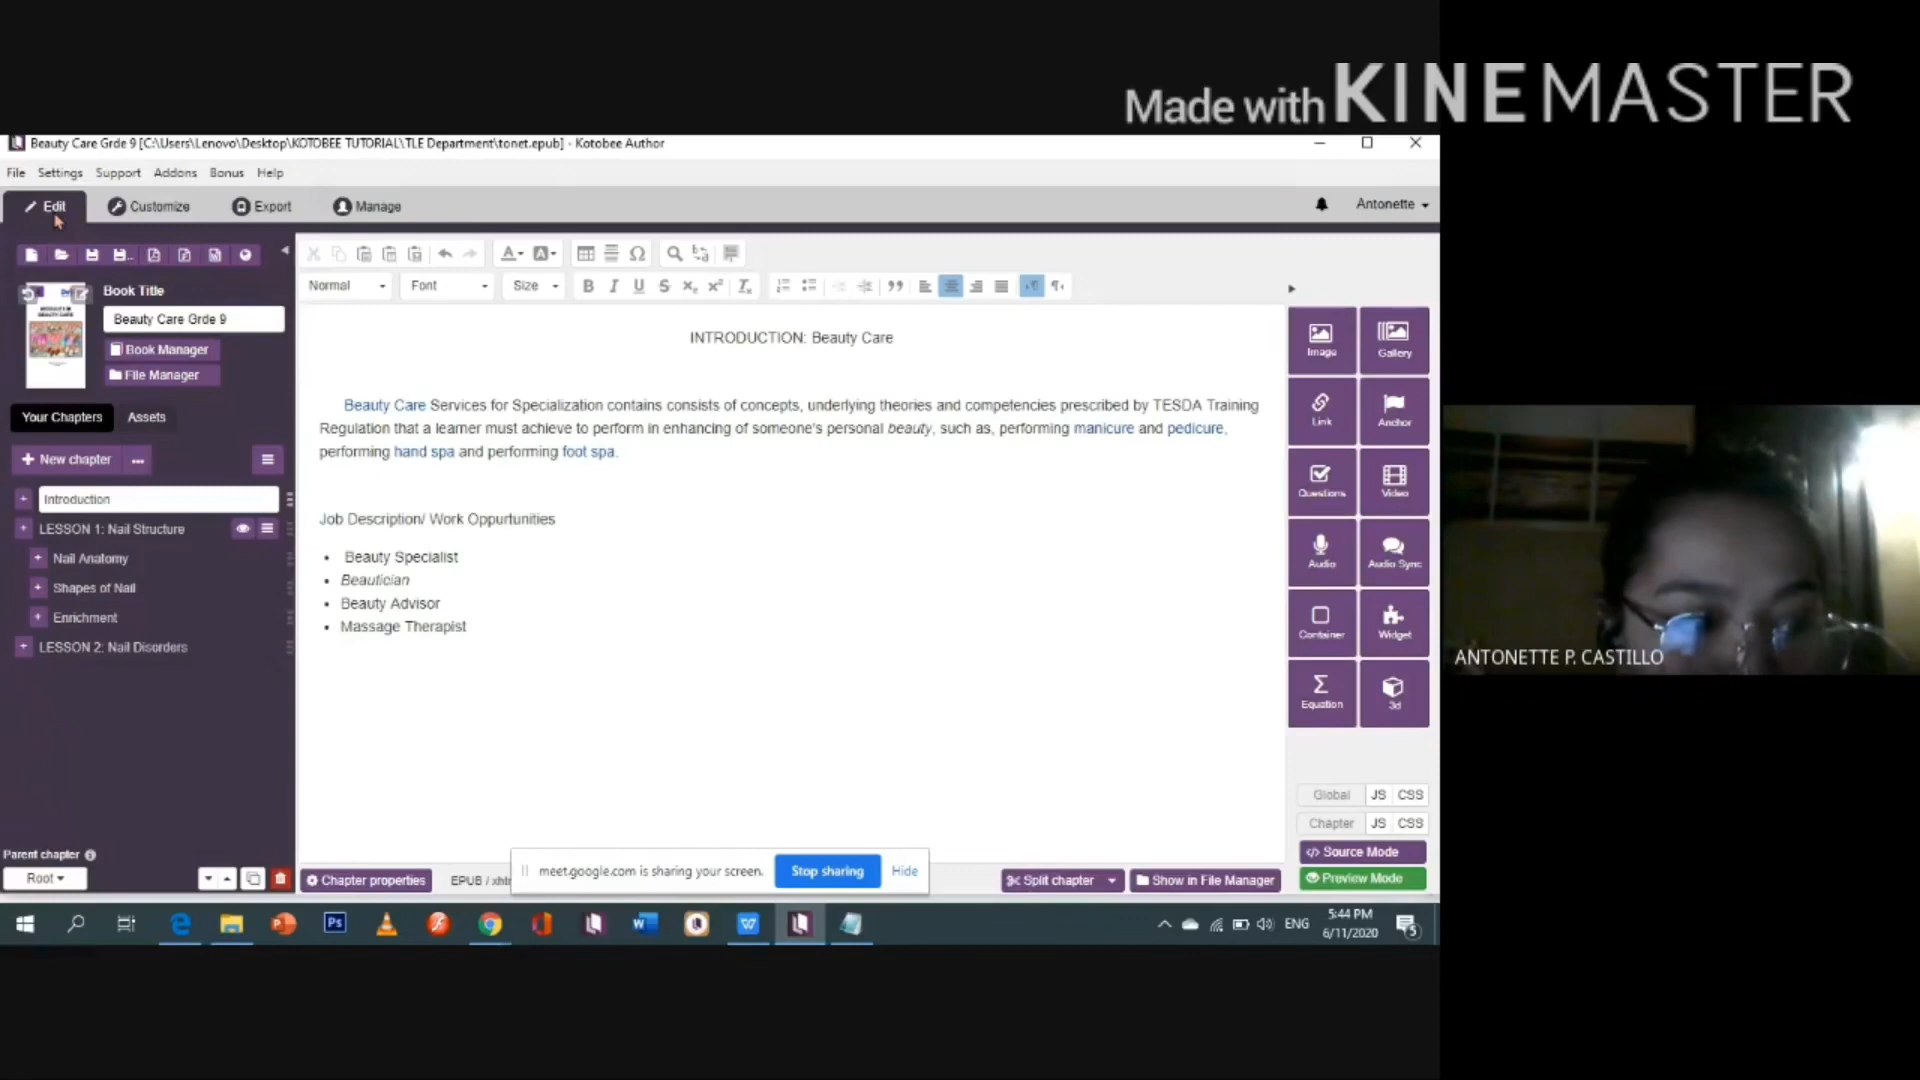 Made with KINEMASTER
Beauty Care Grde 9 [C:\Users\Lenovo\Desktop\KOTOBEE TUTORIAL\TLE Department\tonet.epub] - Kotobee Author
File Settings Support Addons Bonus Help
Edit Customize Export Manage Antonette
Book Title
Beauty Care Grde 9
Book Manager
File Manager
Your Chapters Assets
New chapter
Introduction
LESSON 1: Nail Structure
Nail Anatomy
Shapes of Nail
Enrichment
LESSON 2: Nail Disorders
Parent chapter
Root
Normal Font Size
INTRODUCTION: Beauty Care
Beauty Care Services for Specialization contains consists of concepts, underlying theories and competencies prescribed by TESDA Training
Regulation that a learner must achieve to perform in enhancing of someone's personal beauty, such as, performing manicure and pedicure,
performing hand spa and performing foot spa.
Job Description/ Work Oppurtunities
• Beauty Specialist
• Beautician
• Beauty Advisor
• Massage Therapist
Image Gallery
Link Anchor
Questions Video
Audio Audio Sync
Container Widget
Equation 3d
Global JS CSS
Chapter JS CSS
Source Mode
Preview Mode
Chapter properties EPUB / xht
meet.google.com is sharing your screen. Stop sharing Hide
Split chapter Show in File Manager
ENG 5:44 PM
6/11/2020
5
ANTONETTE P. CASTILLO